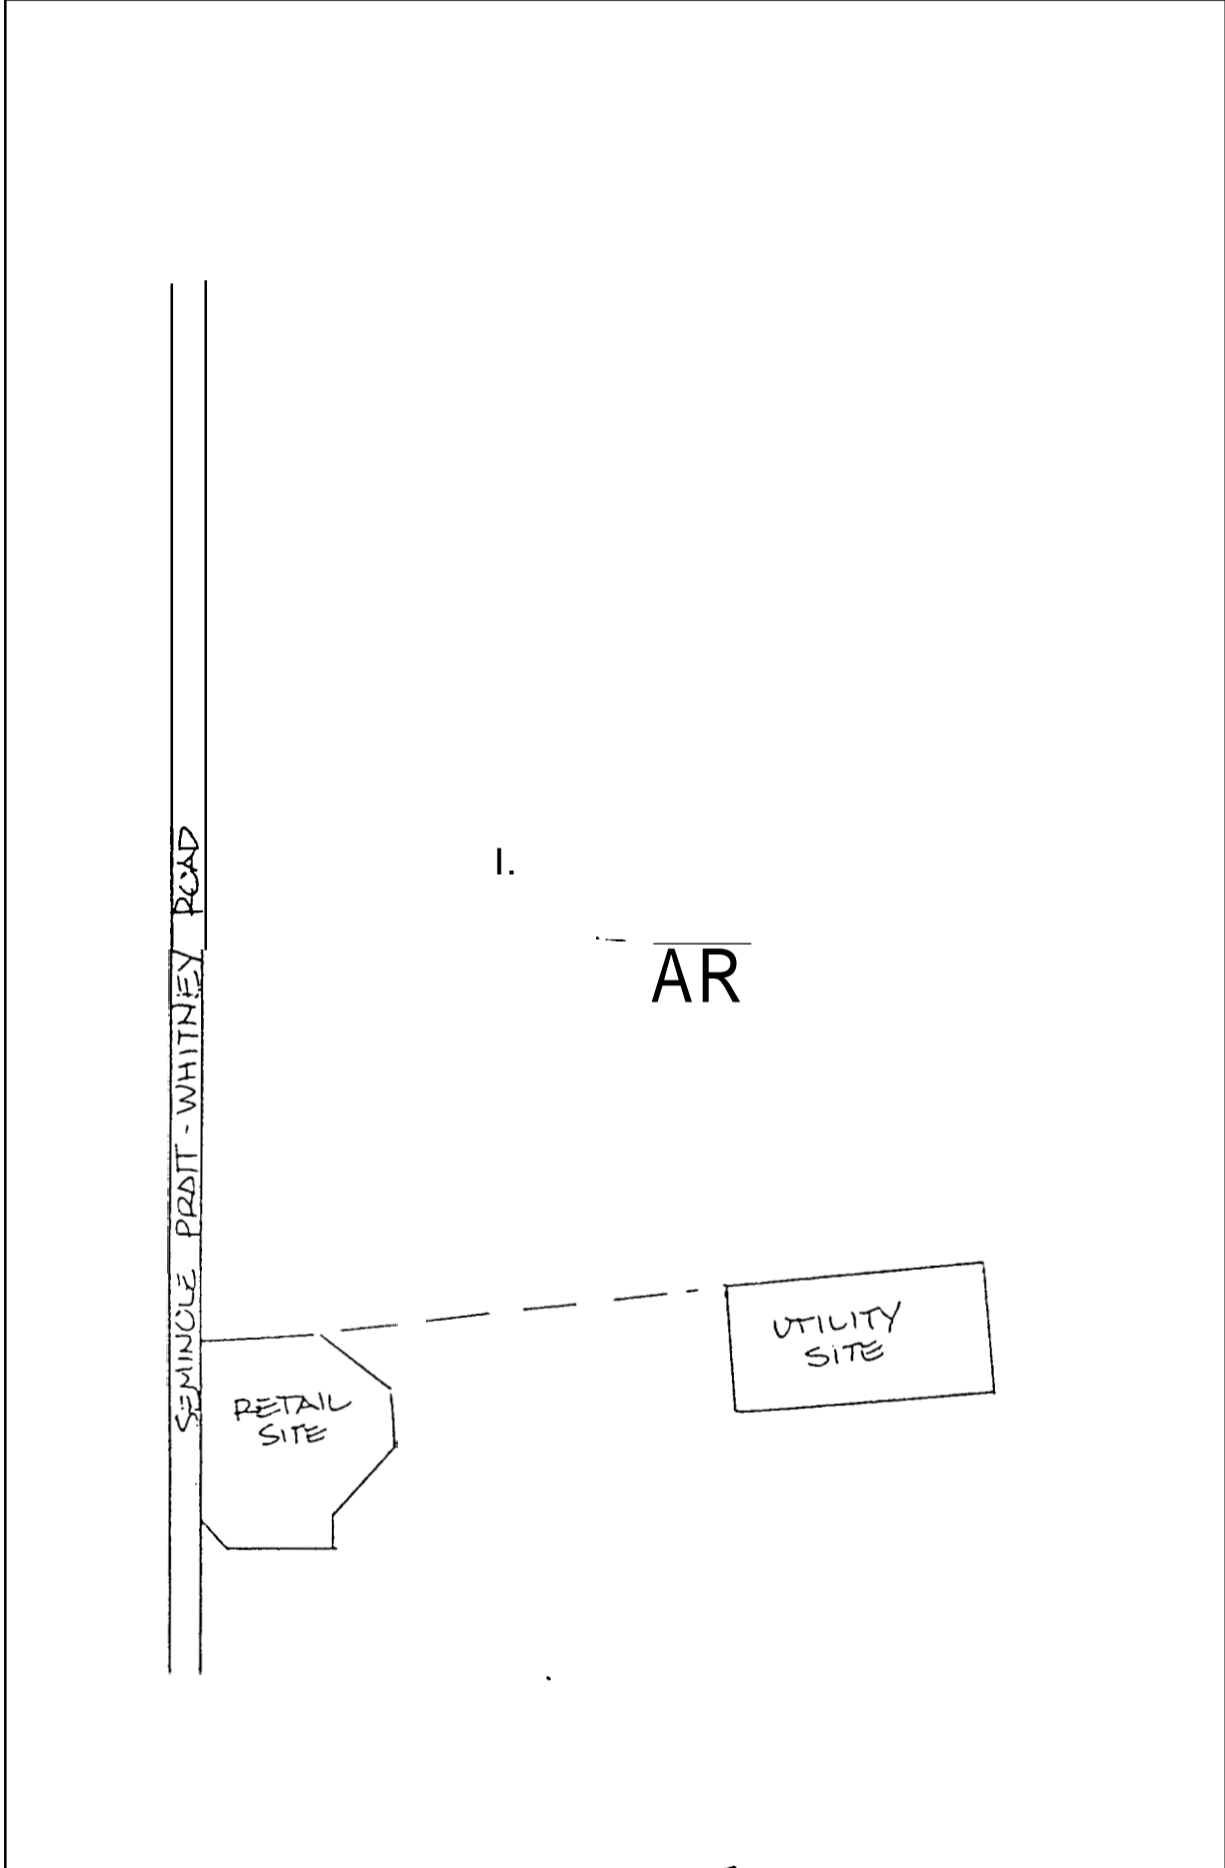 I.
AR
SEMINOLE PRATT-WHITNEY ROAD
UTILITY
SITE
RETAIL
SITE